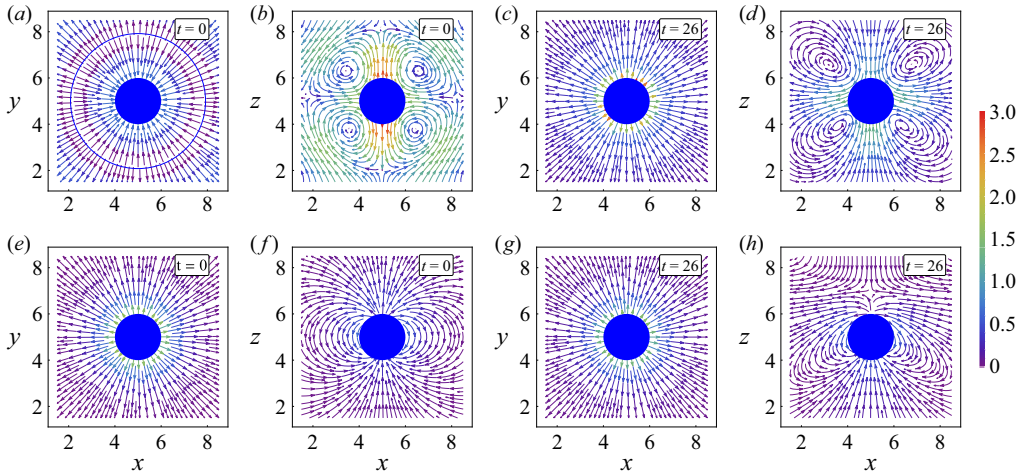 (a) (b) (c) (d)
t = 0 t = 0 t = 26 t = 26
8 8 8 8
6 6 6 6
y z y z
4 4 4 4
2 2 2 2
2 4 6 8 2 4 6 8 2 4 6 8 2 4 6 8
3.0
2.5
2.0
1.5
1.0
0.5
0
(e) (f) (g) (h)
t = 0 t = 0 t = 26 t = 26
8 8 8 8
6 6 6 6
y z y z
4 4 4 4
2 2 2 2
2 4 6 8 2 4 6 8 2 4 6 8 2 4 6 8
x x x x